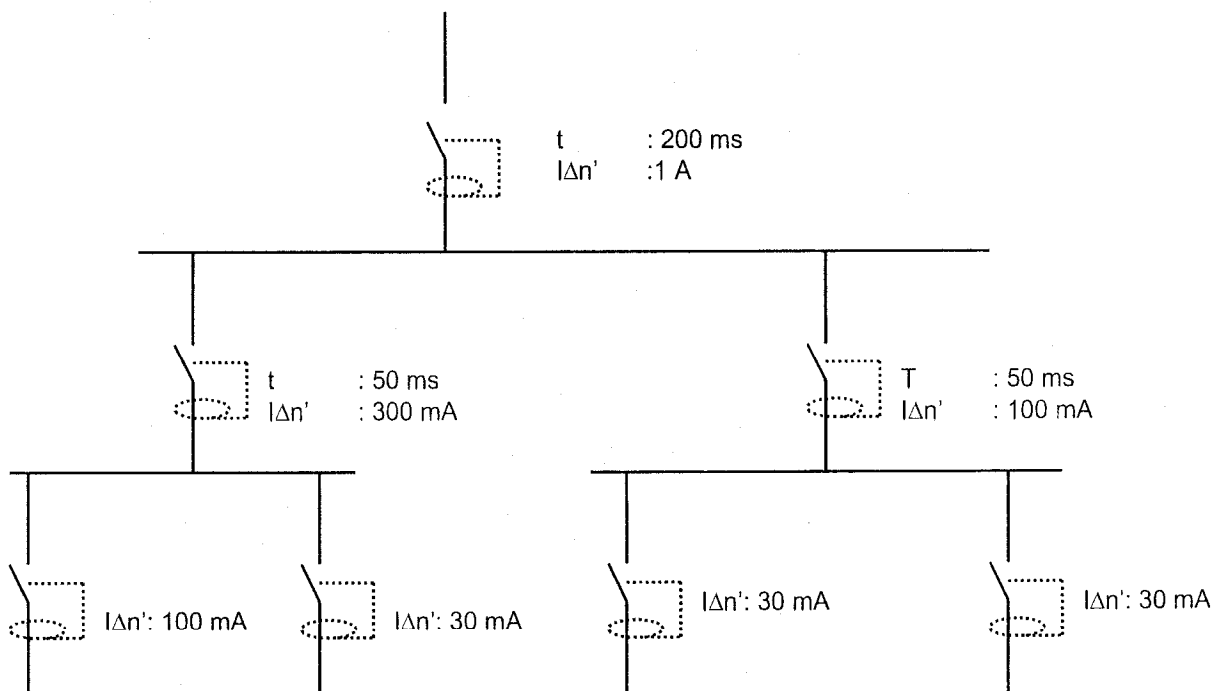 t : 200 ms
IΔn' :1 A
t : 50 ms
IΔn' : 300 mA
T : 50 ms
IΔn' : 100 mA
IΔn': 100 mA
IΔn': 30 mA
IΔn': 30 mA
IΔn': 30 mA